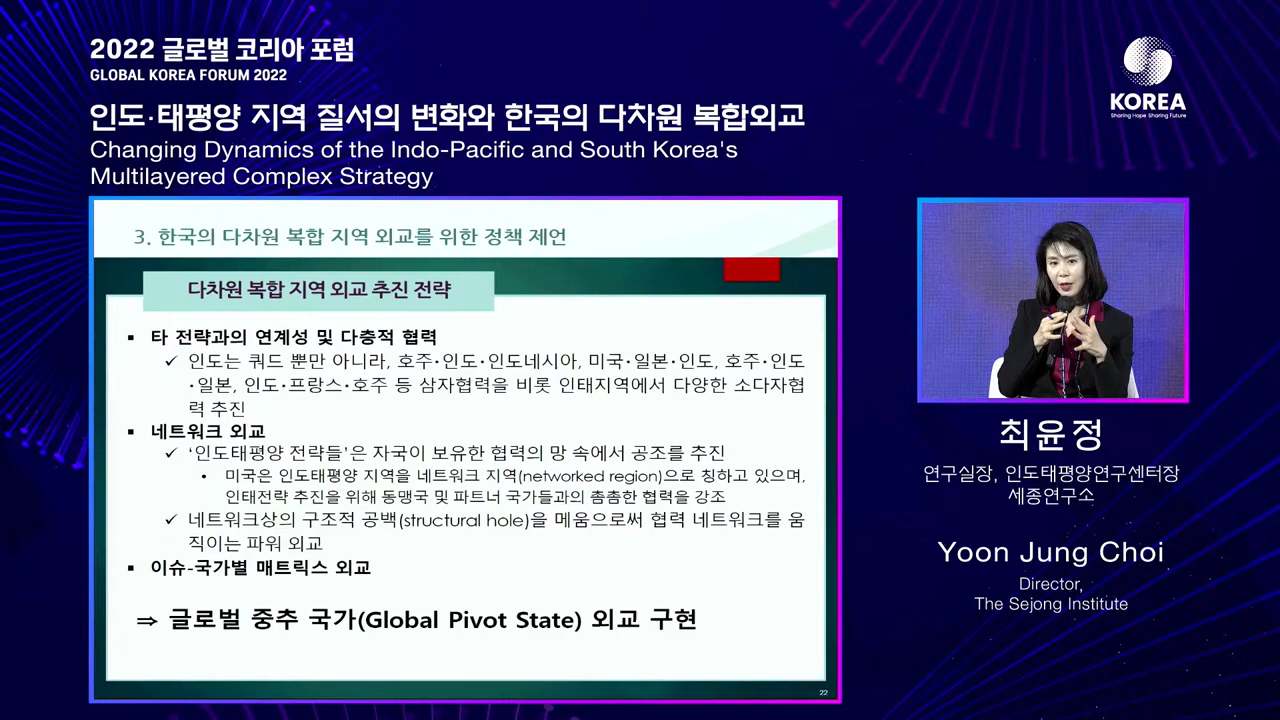 2022 글로벌 코리아 포럼
GLOBAL KOREA FORUM 2022
인도·태평양 지역 질서의 변화와 한국의 다차원 복합외교
Changing Dynamics of the Indo-Pacific and South Korea's
Multilayered Complex Strategy
KOREA
Sharing Hope Sharing Future
3. 한국의 다차원 복합 지역 외교를 위한 정책 제언
다차원 복합 지역 외교 추진 전략
▪ 타 전략과의 연계성 및 다층적 협력
✓ 인도는 쿼드 뿐만 아니라, 호주·인도·인도네시아, 미국·일본·인도, 호주·인도
·일본, 인도·프랑스·호주 등 삼자협력을 비롯 인태지역에서 다양한 소다자협
력 추진
▪ 네트워크 외교
✓ ‘인도태평양 전략들’은 자국이 보유한 협력의 망 속에서 공조를 추진
• 미국은 인도태평양 지역을 네트워크 지역(networked region)으로 칭하고 있으며,
인태전략 추진을 위해 동맹국 및 파트너 국가들과의 촘촘한 협력을 강조
✓ 네트워크상의 구조적 공백(structural hole)을 메움으로써 협력 네트워크를 움
직이는 파워 외교
▪ 이슈-국가별 매트릭스 외교
⇒ 글로벌 중추 국가(Global Pivot State) 외교 구현
22
최윤정
연구실장, 인도태평양연구센터장
세종연구소
Yoon Jung Choi
Director,
The Sejong Institute